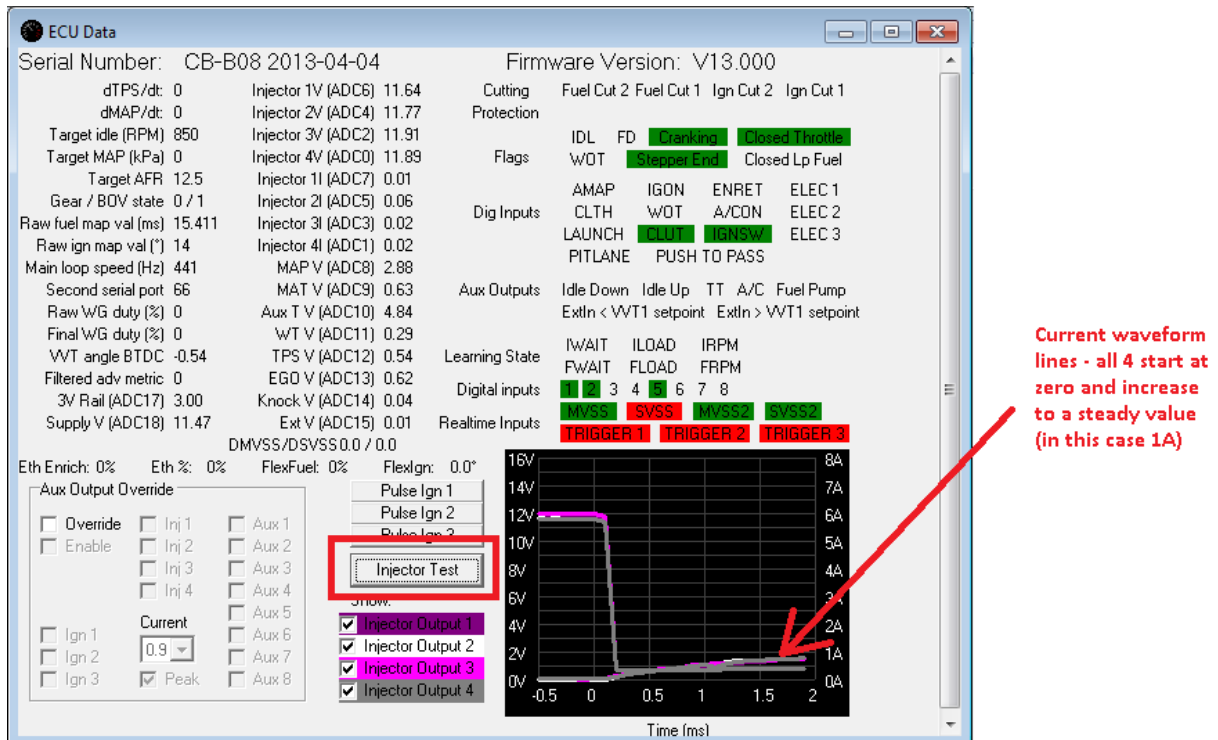 ECU Data
Serial Number: CB-B08 2013-04-04 Firmware Version: V13.000
dTPS/dt: 0 Injector 1V (ADC6) 11.64 Cutting Fuel Cut 2 Fuel Cut 1 Ign Cut 2 Ign Cut 1
dMAP/dt: 0 Injector 2V (ADC4) 11.77 Protection
Target idle (RPM) 850 Injector 3V (ADC2) 11.91 IDL FD Cranking Closed Throttle
Target MAP (kPa) 0 Injector 4V (ADC0) 11.89 Flags WOT Stepper End Closed Lp Fuel
Target AFR 12.5 Injector 1I (ADC7) 0.01
Gear / BOV state 0 / 1 Injector 2I (ADC5) 0.06 AMAP IGON ENRET ELEC 1
Raw fuel map val (ms) 15.411 Injector 3I (ADC3) 0.02 Dig Inputs CLTH WOT A/CON ELEC 2
Raw ign map val (°) 14 Injector 4I (ADC1) 0.02 LAUNCH CLUT IGNSW ELEC 3
Main loop speed (Hz) 441 MAP V (ADC8) 2.88 PITLANE PUSH TO PASS
Second serial port 66 MAT V (ADC9) 0.63 Aux Outputs Idle Down Idle Up TT A/C Fuel Pump
Raw WG duty (%) 0 Aux T V (ADC10) 4.84 ExtIn < VVT1 setpoint ExtIn > VVT1 setpoint
Final WG duty (%) 0 WT V (ADC11) 0.29 IWAIT ILOAD IRPM
VVT angle BTDC -0.54 TPS V (ADC12) 0.54 Learning State FWAIT FLOAD FRPM
Filtered adv metric 0 EGO V (ADC13) 0.62 Digital inputs 1 2 3 4 5 6 7 8
3V Rail (ADC17) 3.00 Knock V (ADC14) 0.04 MVSS SVSS MVSS2 SVSS2
Supply V (ADC18) 11.47 Ext V (ADC15) 0.01 Realtime Inputs TRIGGER 1 TRIGGER 2 TRIGGER 3
DMVSS/DSVSS 0.0 / 0.0
Eth Enrich: 0% Eth %: 0% FlexFuel: 0% FlexIgn: 0.0°
Aux Output Override
Override Inj 1 Aux 1
Enable Inj 2 Aux 2
Inj 3 Aux 3
Inj 4 Aux 4
Aux 5
Current
Ign 1 Aux 6
Ign 2 0.9 Aux 7
Ign 3 Peak Aux 8
Pulse Ign 1
Pulse Ign 2
Pulse Ign 3
Injector Test
Show:
Injector Output 1
Injector Output 2
Injector Output 3
Injector Output 4
16V 8A
14V 7A
12V 6A
10V 5A
8V 4A
6V 3A
4V 2A
2V 1A
0V 0A
-0.5 0 0.5 1 1.5 2
Time (ms)
Current waveform
lines - all 4 start at
zero and increase
to a steady value
(in this case 1A)